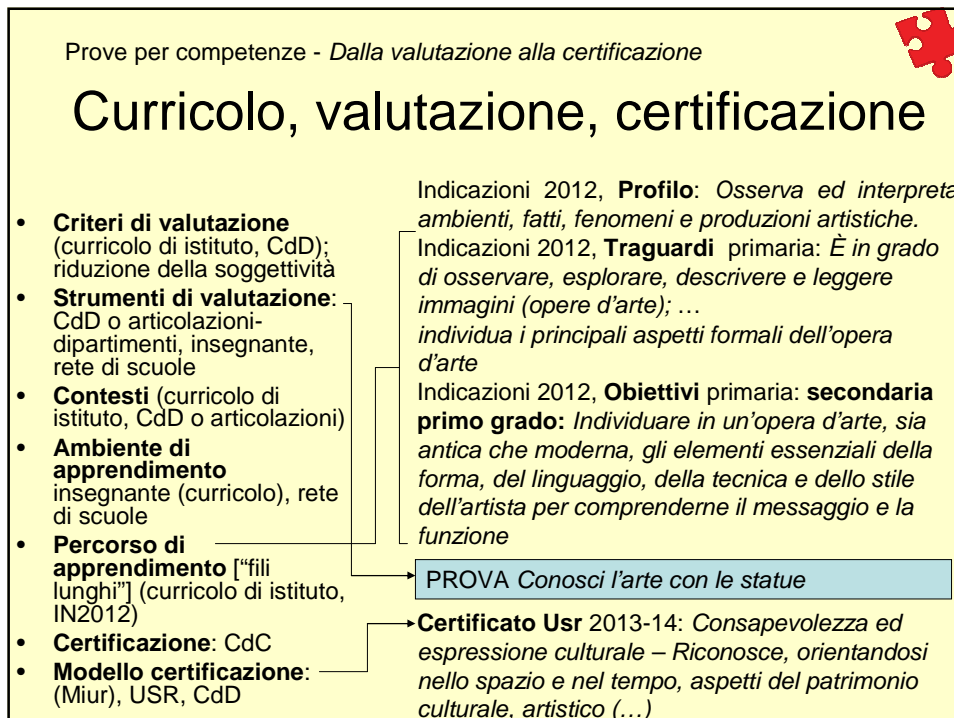 Prove per competenze - Dalla valutazione alla certificazione
Curricolo, valutazione, certificazione
• Criteri di valutazione
(curricolo di istituto, CdD);
riduzione della soggettività
• Strumenti di valutazione:
CdD o articolazioni-
dipartimenti, insegnante,
rete di scuole
• Contesti (curricolo di
istituto, CdD o articolazioni)
• Ambiente di
apprendimento
insegnante (curricolo), rete
di scuole
• Percorso di
apprendimento ["fili
lunghi"] (curricolo di istituto,
IN2012)
• Certificazione: CdC
• Modello certificazione:
(Miur), USR, CdD
Indicazioni 2012, Profilo: Osserva ed interpreta
ambienti, fatti, fenomeni e produzioni artistiche.
Indicazioni 2012, Traguardi primaria: È in grado
di osservare, esplorare, descrivere e leggere
immagini (opere d'arte); …
individua i principali aspetti formali dell'opera
d'arte
Indicazioni 2012, Obiettivi primaria: secondaria
primo grado: Individuare in un'opera d'arte, sia
antica che moderna, gli elementi essenziali della
forma, del linguaggio, della tecnica e dello stile
dell'artista per comprenderne il messaggio e la
funzione
PROVA Conosci l'arte con le statue
Certificato Usr 2013-14: Consapevolezza ed
espressione culturale – Riconosce, orientandosi
nello spazio e nel tempo, aspetti del patrimonio
culturale, artistico (…)